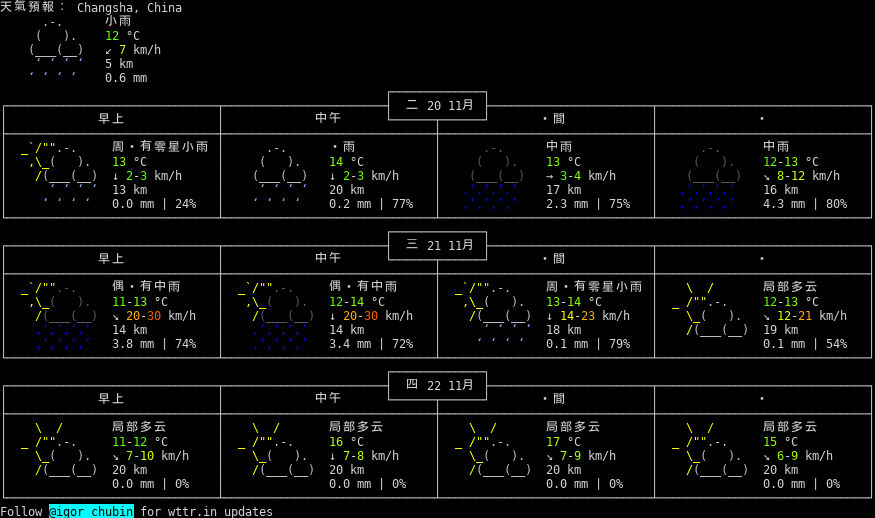 天氣預報： Changsha, China
小雨
12 °C
↙ 7 km/h
5 km
0.6 mm
二 20 11月
早上 中午 ・間 ・
周・有零星小雨 ・雨 中雨 中雨
13 °C 14 °C 13 °C 12-13 °C
↓ 2-3 km/h ↓ 2-3 km/h → 3-4 km/h ↘ 8-12 km/h
13 km 20 km 17 km 16 km
0.0 mm | 24% 0.2 mm | 77% 2.3 mm | 75% 4.3 mm | 80%
三 21 11月
早上 中午 ・間 ・
偶・有中雨 偶・有中雨 周・有零星小雨 局部多云
11-13 °C 12-14 °C 13-14 °C 12-13 °C
↘ 20-30 km/h ↓ 20-30 km/h ↓ 14-23 km/h ↘ 12-21 km/h
14 km 14 km 18 km 19 km
3.8 mm | 74% 3.4 mm | 72% 0.1 mm | 79% 0.1 mm | 54%
四 22 11月
早上 中午 ・間 ・
局部多云 局部多云 局部多云 局部多云
11-12 °C 16 °C 17 °C 15 °C
↘ 7-10 km/h ↓ 7-8 km/h ↘ 7-9 km/h ↘ 6-9 km/h
20 km 20 km 20 km 20 km
0.0 mm | 0% 0.0 mm | 0% 0.0 mm | 0% 0.0 mm | 0%
Follow @igor_chubin for wttr.in updates